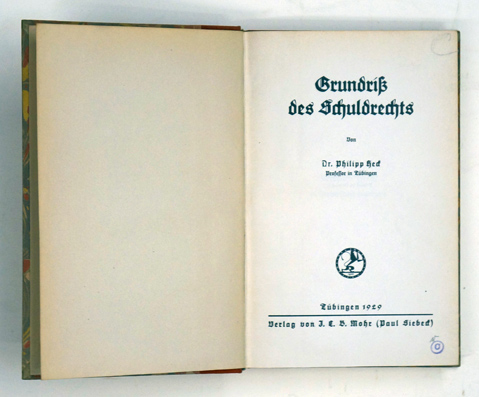 Grundriß
des Schuldrechts
Von
Dr. Philipp Heck
Professor in Tübingen
Tübingen 1929
Verlag von J. C. B. Mohr (Paul Siebeck)